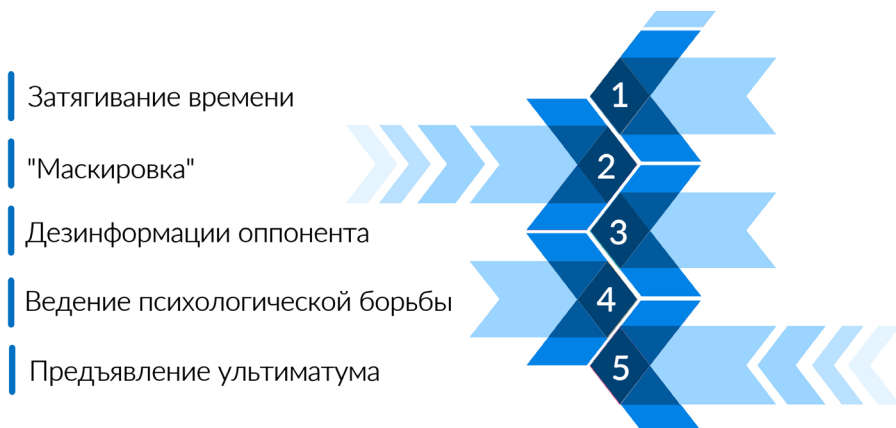 Затягивание времени
1
"Маскировка"
2
Дезинформации оппонента
3
Ведение психологической борьбы
4
Предъявление ультиматума
5